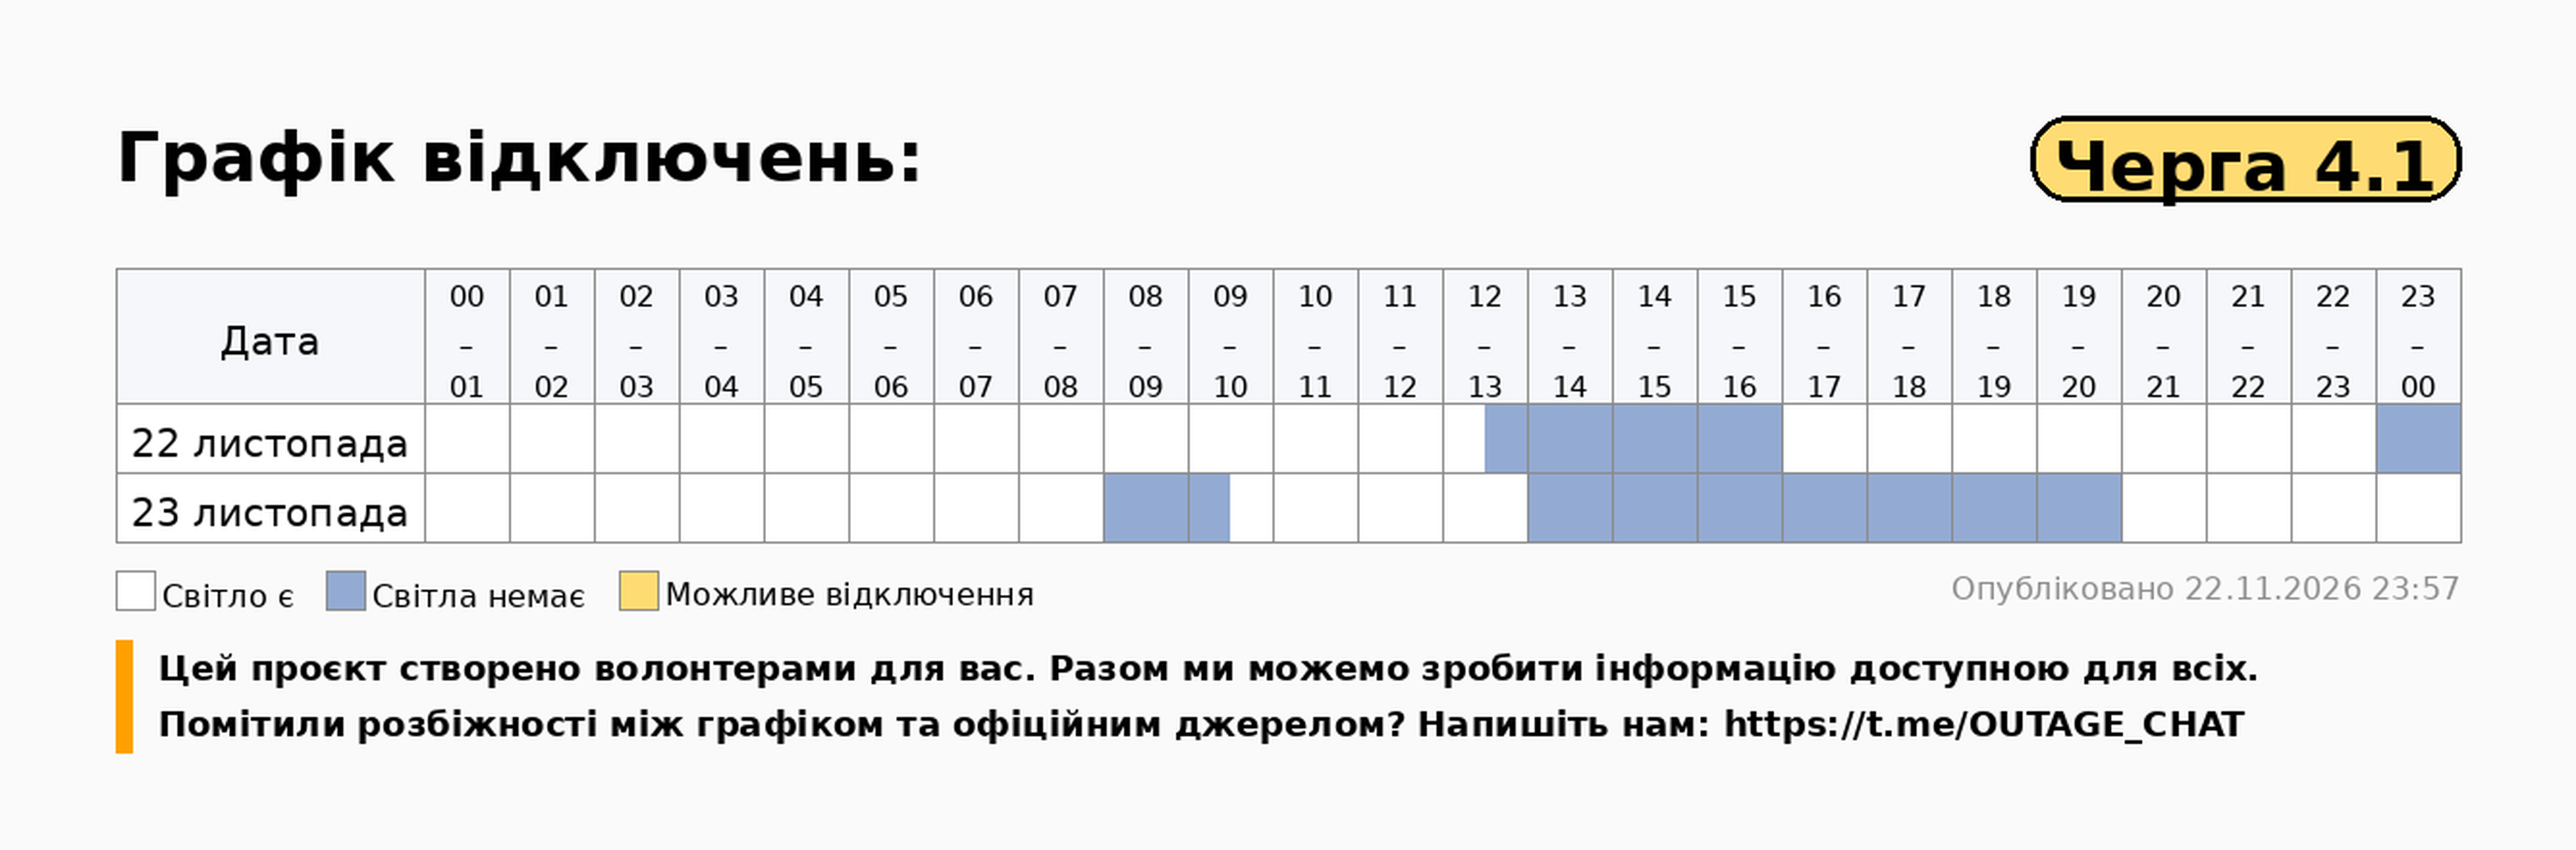 Графік відключень:
Черга 4.1
Дата
00 – 01
01 – 02
02 – 03
03 – 04
04 – 05
05 – 06
06 – 07
07 – 08
08 – 09
09 – 10
10 – 11
11 – 12
12 – 13
13 – 14
14 – 15
15 – 16
16 – 17
17 – 18
18 – 19
19 – 20
20 – 21
21 – 22
22 – 23
23 – 00
22 листопада
23 листопада
Світло є
Світла немає
Можливе відключення
Опубліковано 22.11.2026 23:57
Цей проєкт створено волонтерами для вас. Разом ми можемо зробити інформацію доступною для всіх.
Помітили розбіжності між графіком та офіційним джерелом? Напишіть нам: https://t.me/OUTAGE_CHAT